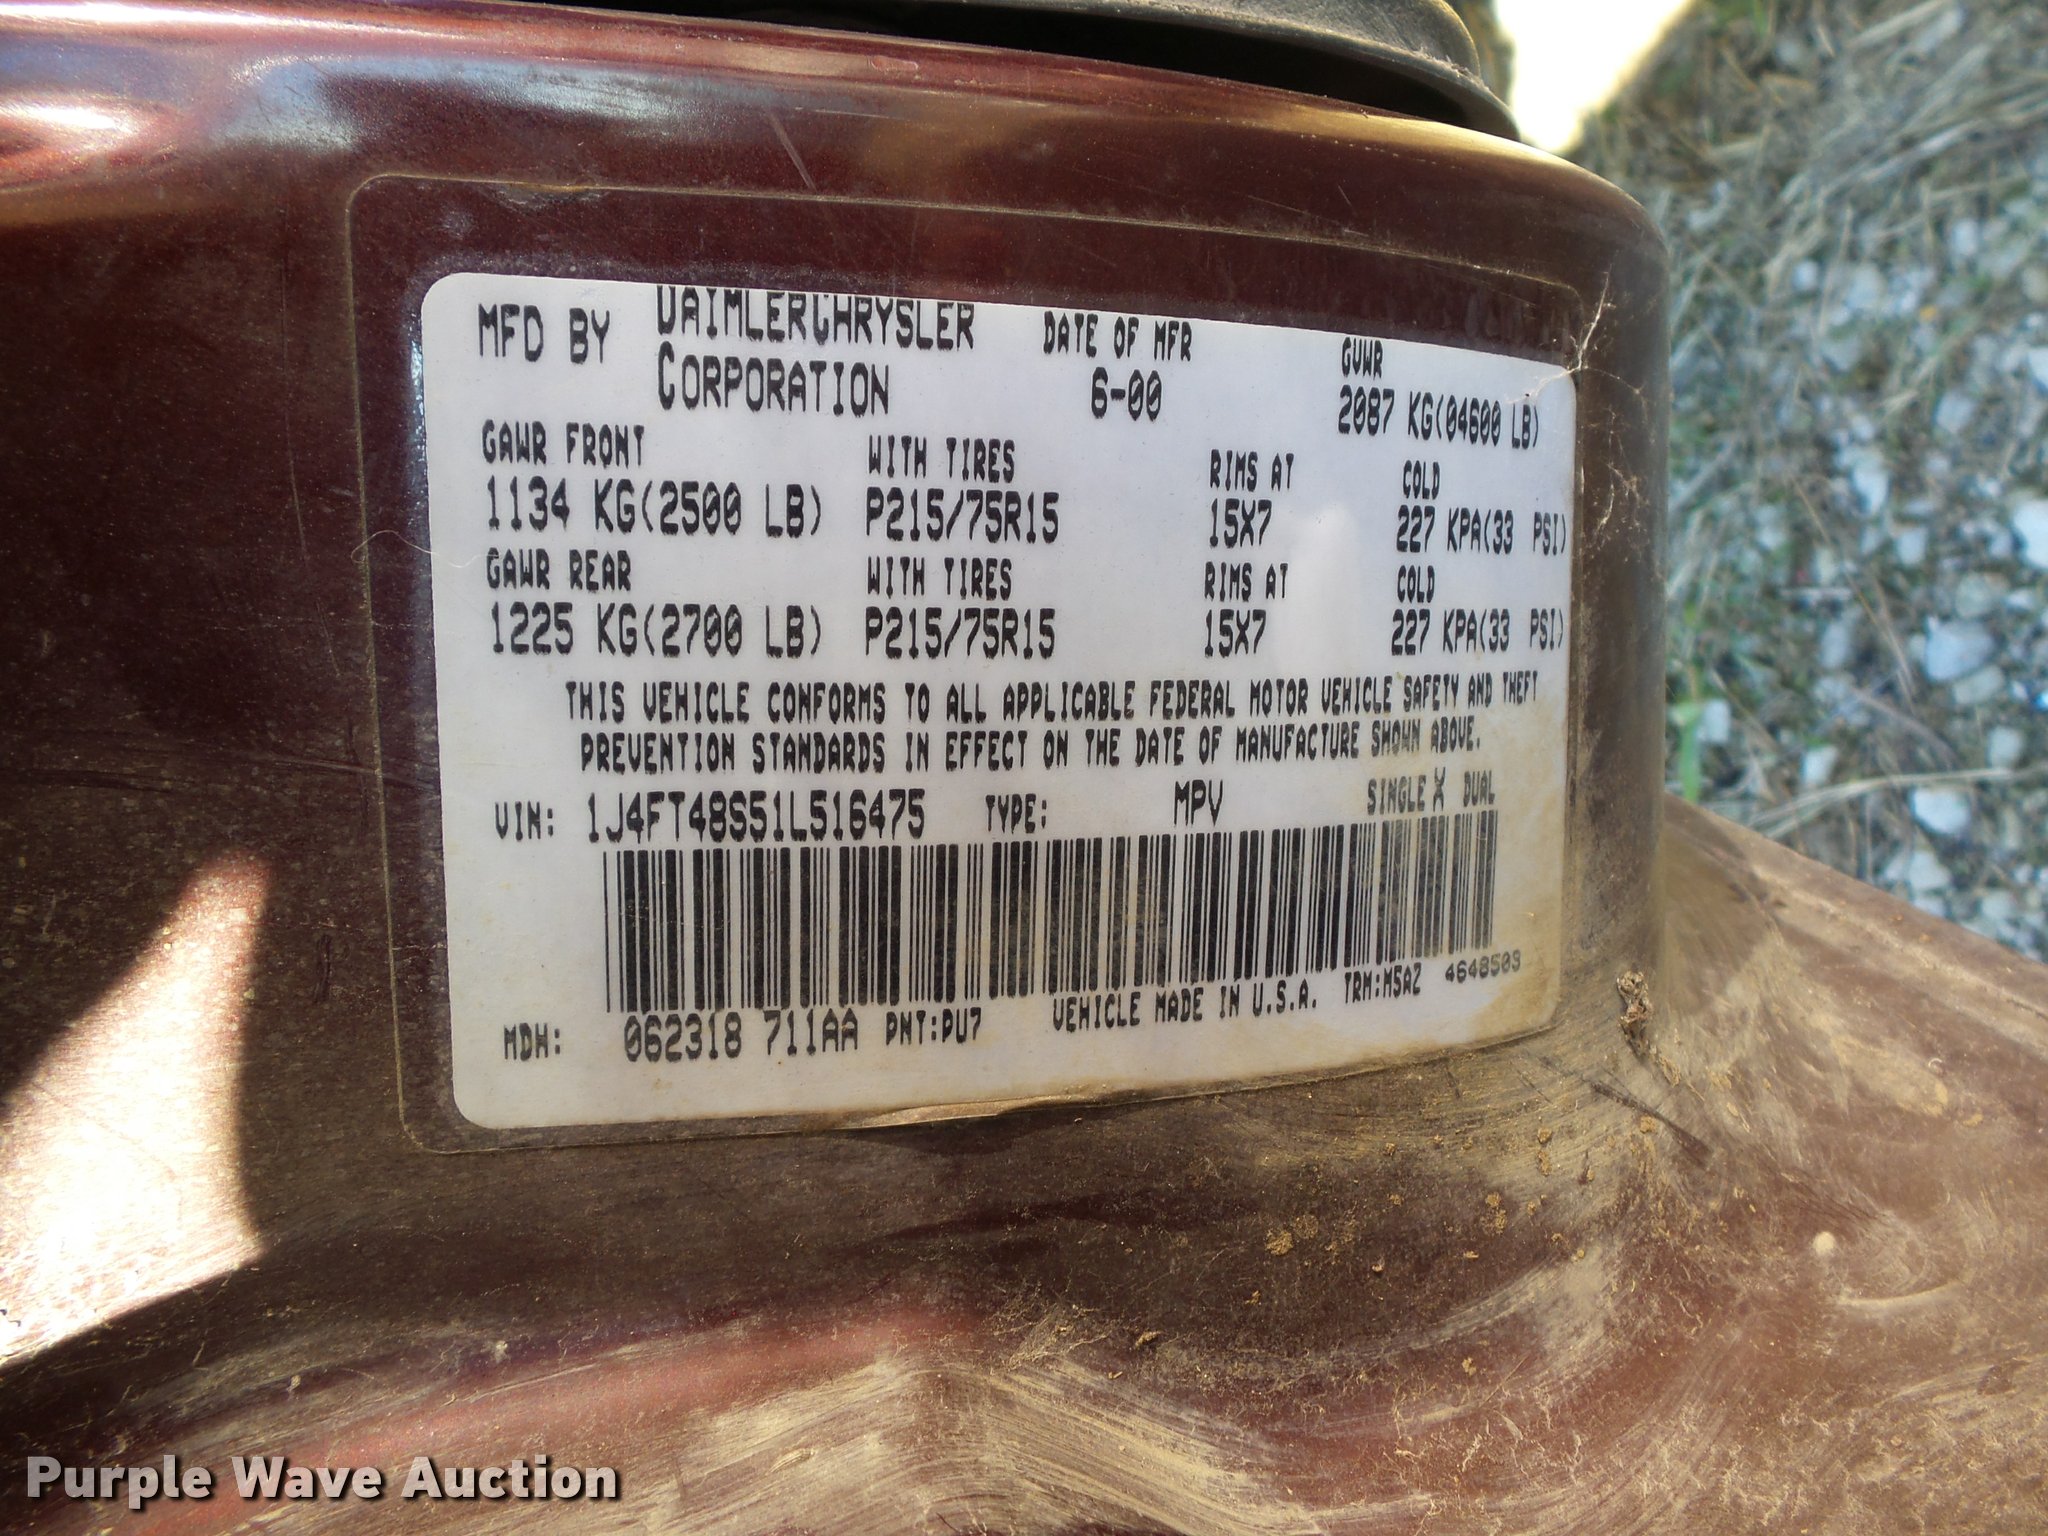 MFD BY DAIMLERCHRYSLER CORPORATION DATE OF MFR 6-00 GVWR 2087 KG(04600 LB)
GAWR FRONT WITH TIRES RIMS AT COLD
1134 KG(2500 LB) P215/75R15 15X7 227 KPA(33 PSI)
GAWR REAR WITH TIRES RIMS AT COLD
1225 KG(2700 LB) P215/75R15 15X7 227 KPA(33 PSI)
THIS VEHICLE CONFORMS TO ALL APPLICABLE FEDERAL MOTOR VEHICLE SAFETY AND THEFT
PREVENTION STANDARDS IN EFFECT ON THE DATE OF MANUFACTURE SHOWN ABOVE.
VIN: 1J4FT48S51L516475 TYPE: MPV SINGLE X DUAL
MDH: 062318 711AA PNT:PU7 VEHICLE MADE IN U.S.A. TRM:M5AZ 4648503
Purple Wave Auction